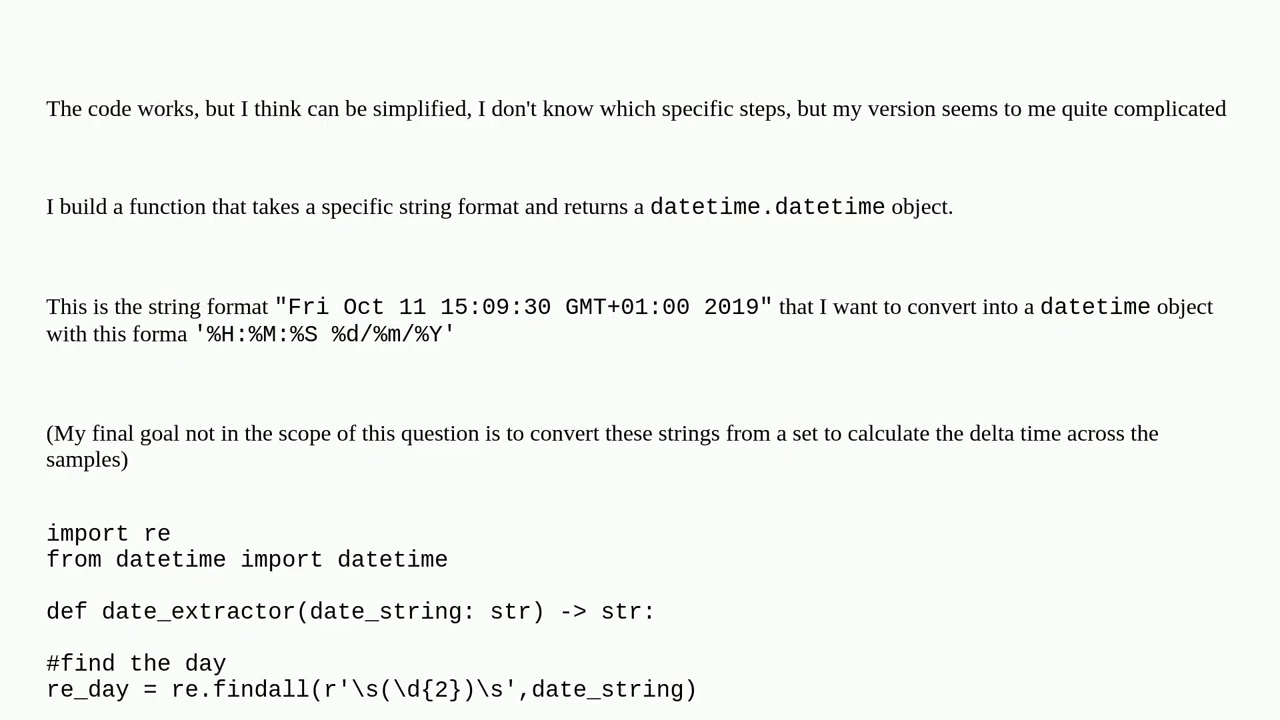 The code works, but I think can be simplified, I don't know which specific steps, but my version seems to me quite complicated
I build a function that takes a specific string format and returns a datetime.datetime object.
This is the string format "Fri Oct 11 15:09:30 GMT+01:00 2019" that I want to convert into a datetime object
with this forma '%H:%M:%S %d/%m/%Y'
(My final goal not in the scope of this question is to convert these strings from a set to calculate the delta time across the
samples)
import re
from datetime import datetime
def date_extractor(date_string: str) -> str:
#find the day
re_day = re.findall(r'\s(\d{2})\s',date_string)